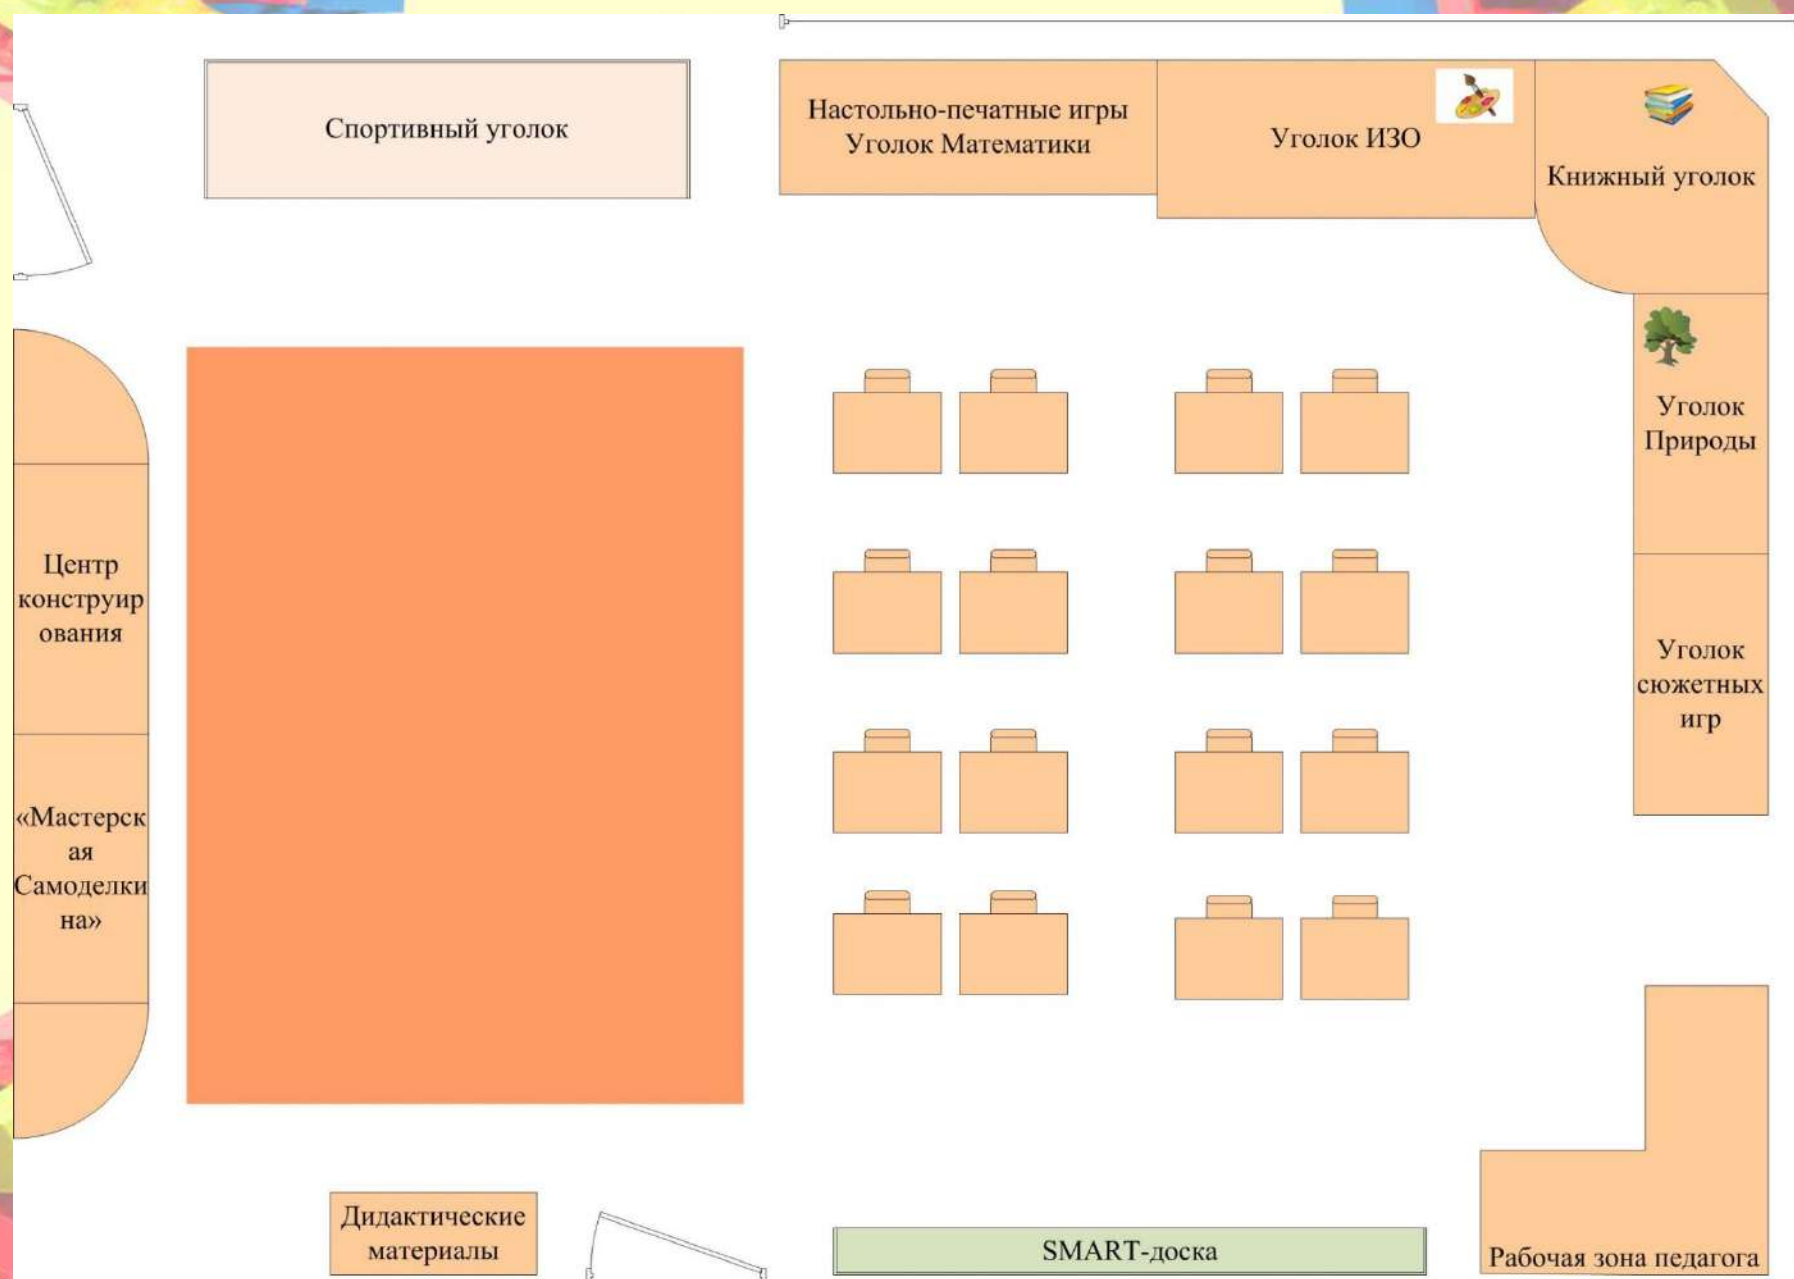 Спортивный уголок
Настольно-печатные игры
Уголок Математики
Уголок ИЗО
Книжный уголок
Уголок
Природы
Центр
конструир
ования
Уголок
сюжетных
игр
«Мастерск
ая
Самоделки
на»
Дидактические
материалы
SMART-доска
Рабочая зона педагога